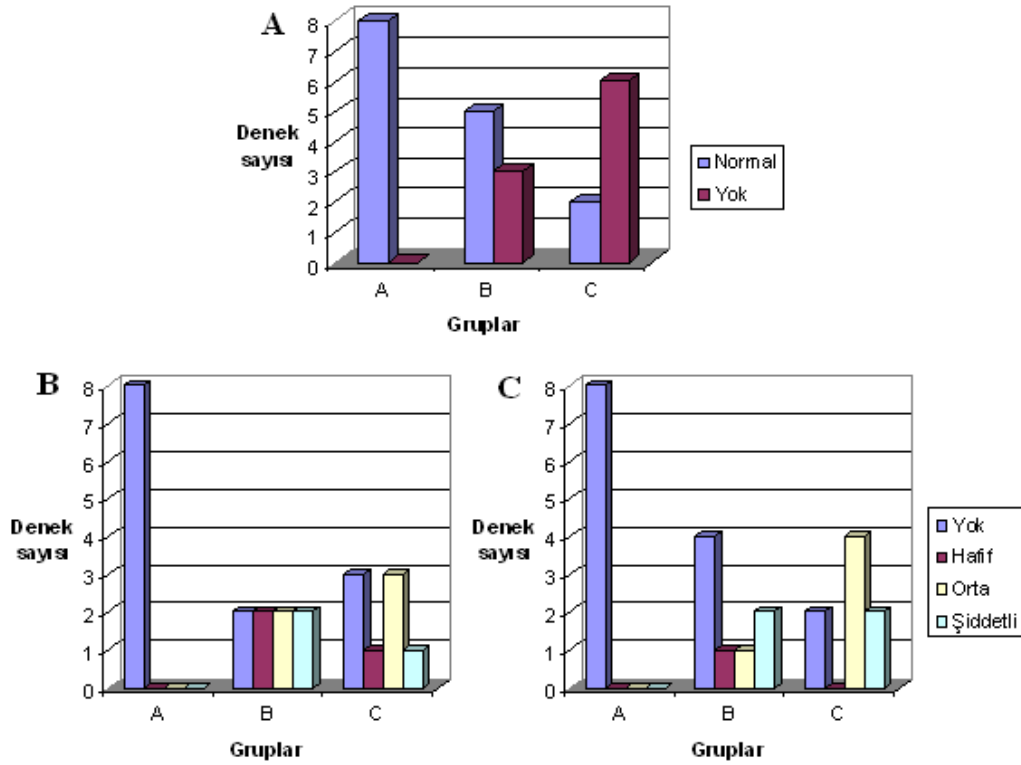 A
8
7
6
5
4
3
2
1
0
Denek
sayısı
A B C
Gruplar
Normal
Yok
B
8
7
6
5
4
3
2
1
0
Denek
sayısı
A B C
Gruplar
C
8
7
6
5
4
3
2
1
0
Denek
sayısı
A B C
Gruplar
Yok
Hafif
Orta
Şiddetli